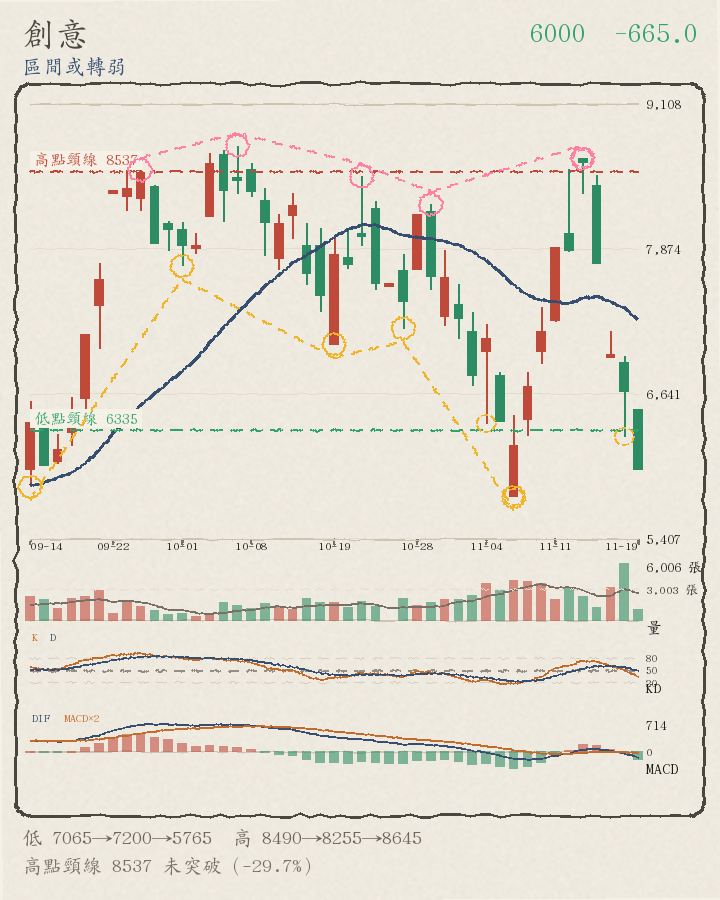 創意
6000 -665.0
區間或轉弱
9,108
高點頸線 8537
7,874
6,641
低點頸線 6335
5,407
09-14 09-22 10-01 10-08 10-19 10-28 11-04 11-11 11-19
6,006 張
3,003 張
量
K D
80
50
20
KD
DIF MACD×2
714
0
MACD
低 7065→7200→5765 高 8490→8255→8645
高點頸線 8537 未突破 (-29.7%)